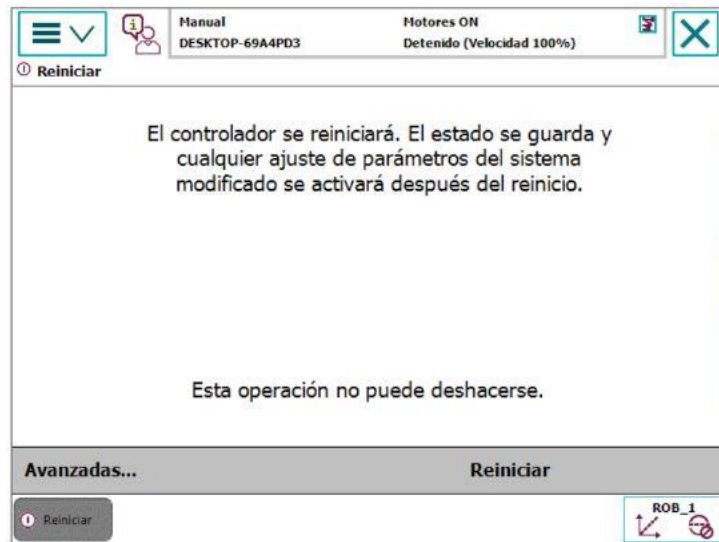 Manual
DESKTOP-69A4PD3
Motores ON
Detenido (Velocidad 100%)
Reiniciar
El controlador se reiniciará. El estado se guarda y
cualquier ajuste de parámetros del sistema
modificado se activará después del reinicio.
Esta operación no puede deshacerse.
Avanzadas...
Reiniciar
Reiniciar
ROB_1